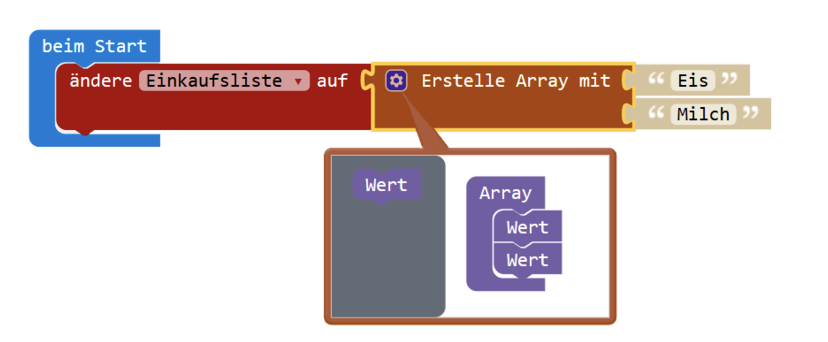 beim Start
ändere Einkaufsliste auf Erstelle Array mit “ Eis ”
“ Milch ”
Wert
Array
Wert
Wert